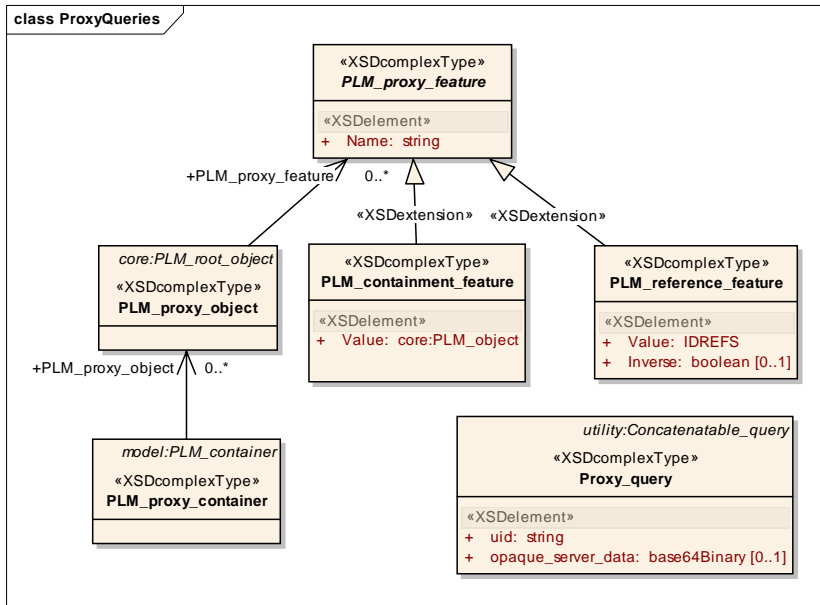 class ProxyQueries
«XSDcomplexType»
PLM_proxy_feature
«XSDelement»
+ Name: string
+PLM_proxy_feature
0..*
«XSDextension»
«XSDextension»
core:PLM_root_object
«XSDcomplexType»
PLM_proxy_object
«XSDcomplexType»
PLM_containment_feature
«XSDelement»
+ Value: core:PLM_object
«XSDcomplexType»
PLM_reference_feature
«XSDelement»
+ Value: IDREFS
+ Inverse: boolean [0..1]
+PLM_proxy_object
0..*
model:PLM_container
«XSDcomplexType»
PLM_proxy_container
utility:Concatenatable_query
«XSDcomplexType»
Proxy_query
«XSDelement»
+ uid: string
+ opaque_server_data: base64Binary [0..1]